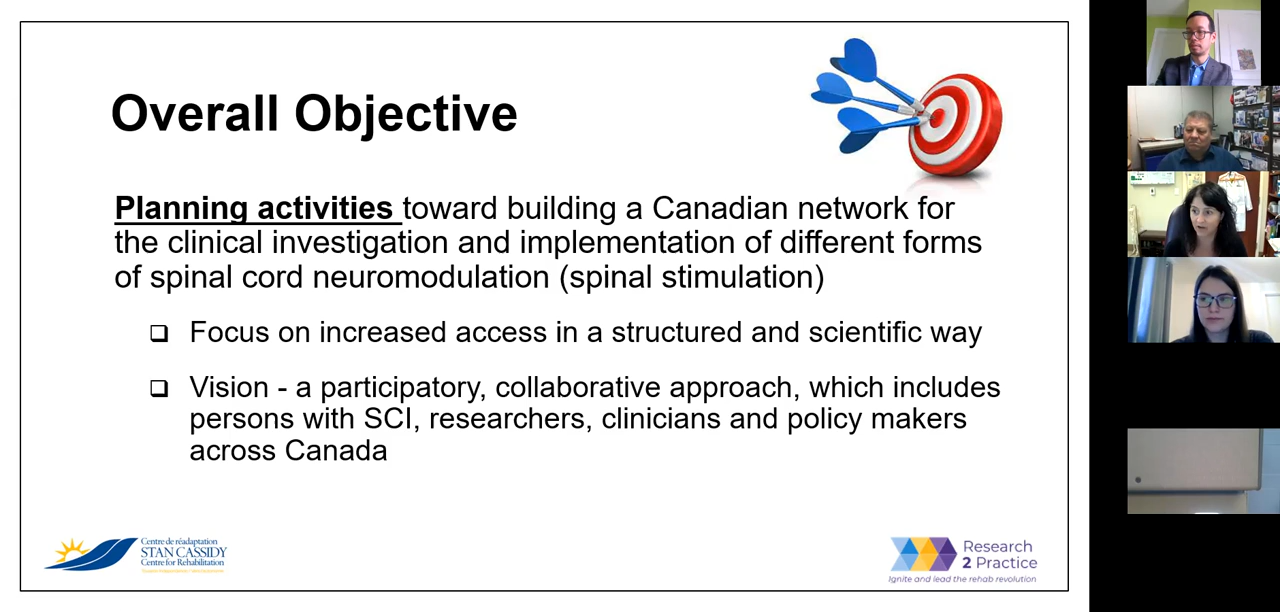 Overall Objective
Planning activities toward building a Canadian network for
the clinical investigation and implementation of different forms
of spinal cord neuromodulation (spinal stimulation)
❑ Focus on increased access in a structured and scientific way
❑ Vision - a participatory, collaborative approach, which includes
persons with SCI, researchers, clinicians and policy makers
across Canada
Centre de réadaptation
STAN CASSIDY
Centre for Rehabilitation
Research
2 Practice
Ignite and lead the rehab revolution